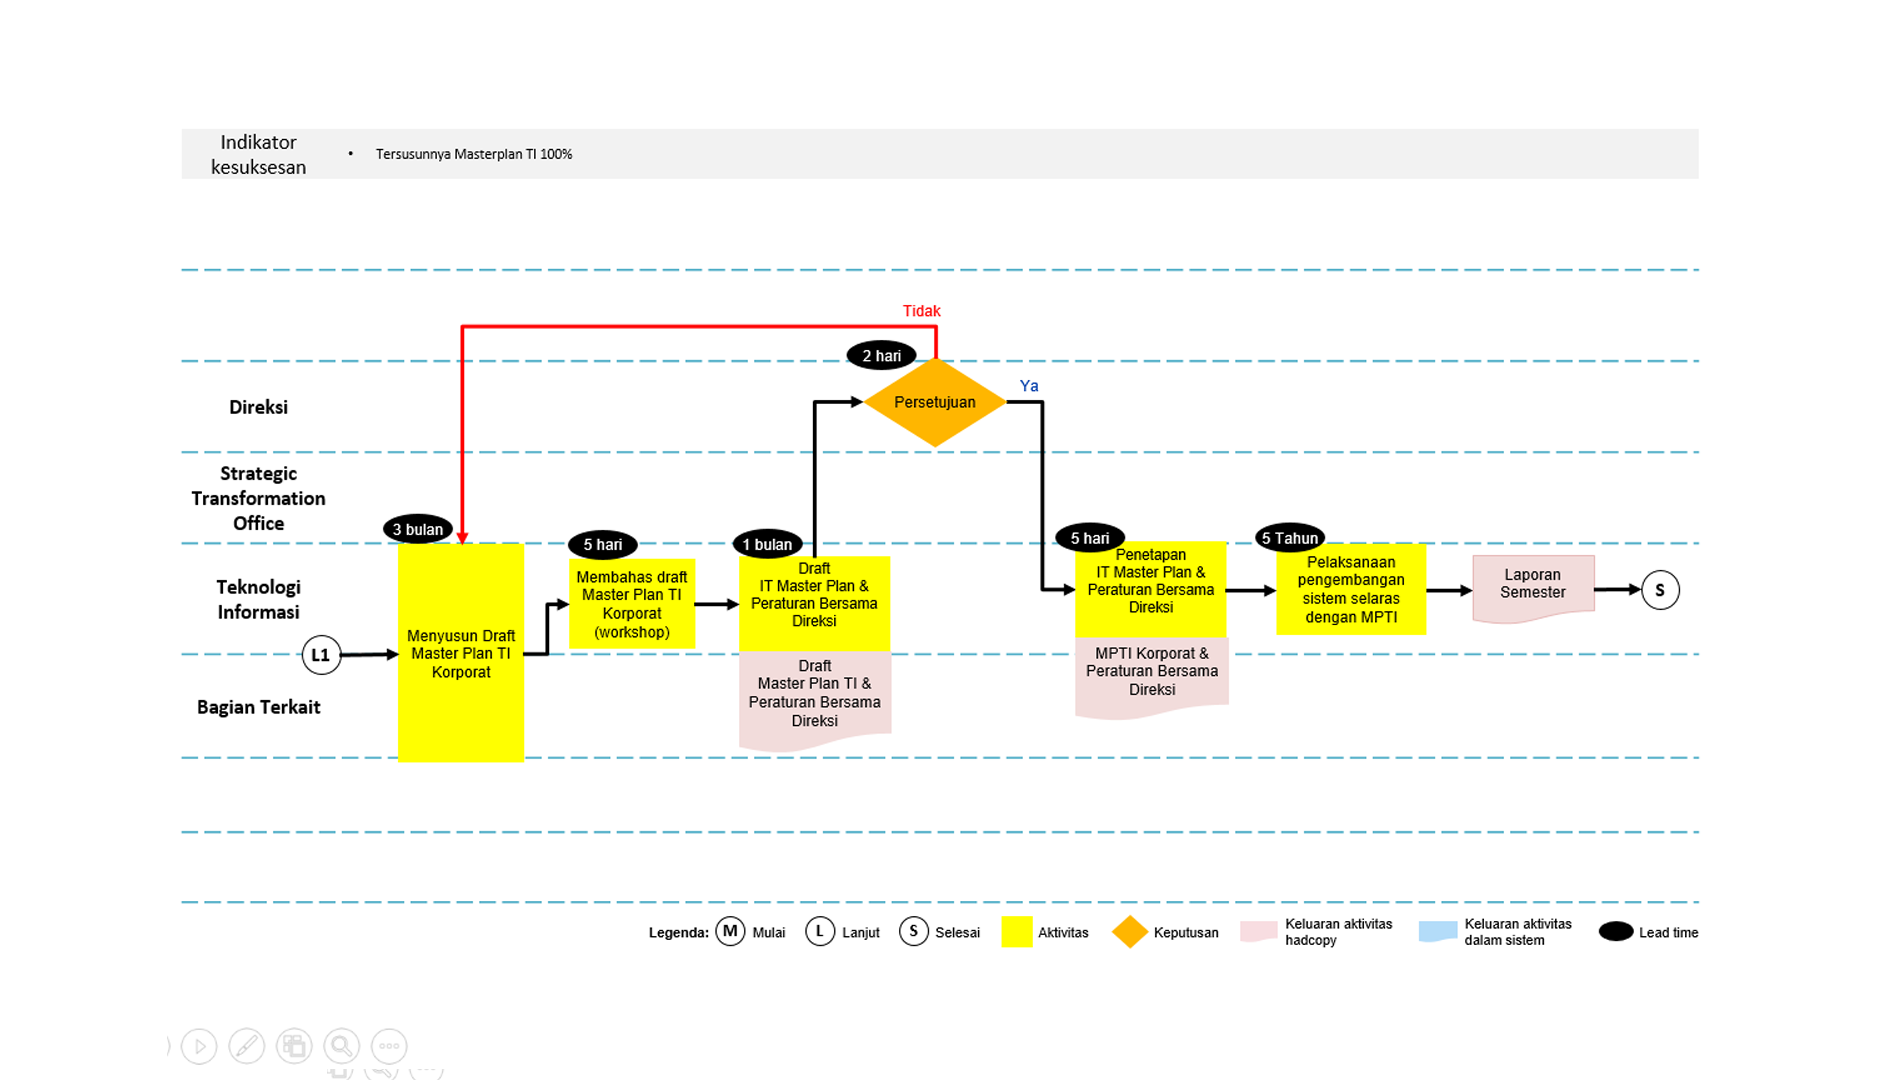 Indikator
kesuksesan
• Tersusunnya Masterplan TI 100%
Tidak
2 hari
Ya
Direksi
Persetujuan
Strategic
Transformation
Office
3 bulan
5 hari
1 bulan
5 hari
5 Tahun
Teknologi
Informasi
Bagian Terkait
L1
Menyusun Draft
Master Plan TI
Korporat
Membahas draft
Master Plan TI
Korporat
(workshop)
Draft
IT Master Plan &
Peraturan Bersama
Direksi
Draft
Master Plan TI &
Peraturan Bersama
Direksi
Penetapan
IT Master Plan &
Peraturan Bersama
Direksi
MPTI Korporat &
Peraturan Bersama
Direksi
Pelaksanaan
pengembangan
sistem selaras
dengan MPTI
Laporan
Semester
S
Legenda:
M Mulai
L Lanjut
S Selesai
Aktivitas
Keputusan
Keluaran aktivitas
hadcopy
Keluaran aktivitas
dalam sistem
Lead time